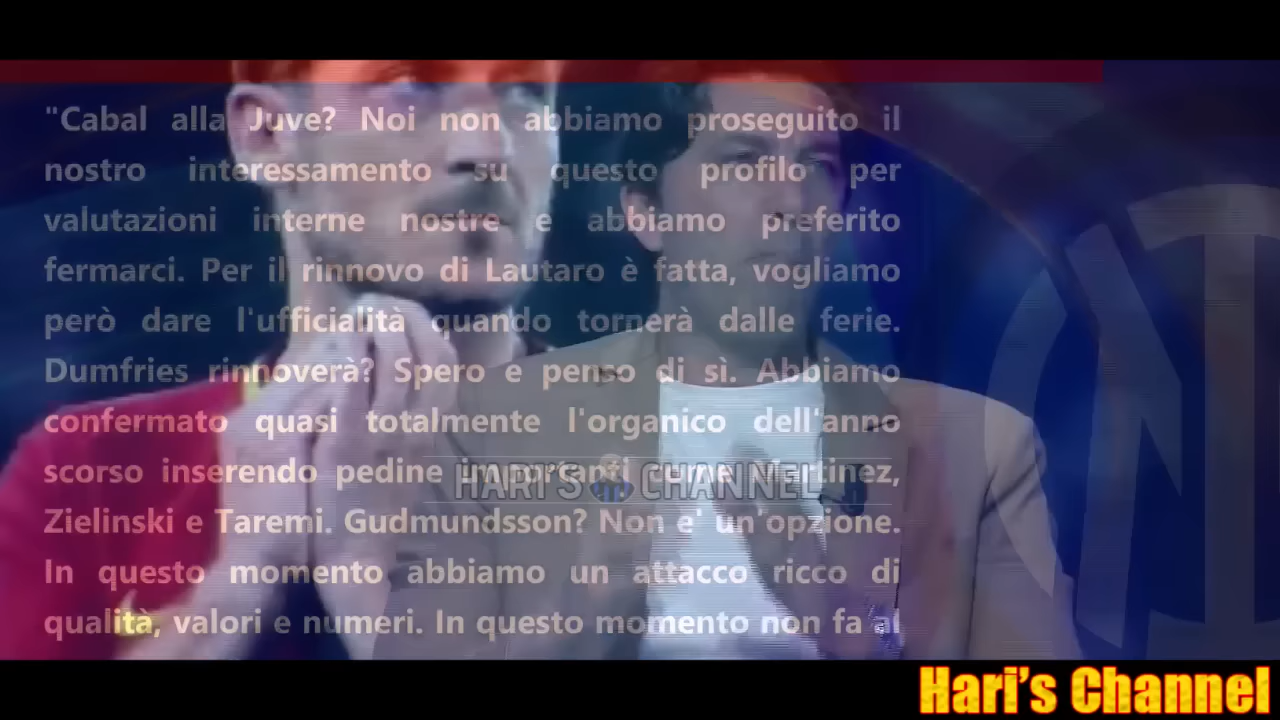 "Cabal alla Juve? Noi non abbiamo proseguito il
nostro interessamento su questo profilo per
valutazioni interne nostre e abbiamo preferito
fermarci. Per il rinnovo di Lautaro è fatta, vogliamo
però dare l'ufficialità quando tornerà dalle ferie.
Dumfries rinnoverà? Spero e penso di sì. Abbiamo
confermato quasi totalmente l'organico dell'anno
scorso inserendo pedine importanti come Martinez,
HARI'S CHANNEL
Zielinski e Taremi. Gudmundsson? Non e' un'opzione.
In questo momento abbiamo un attacco ricco di
qualità, valori e numeri. In questo momento non fa al
Hari's Channel